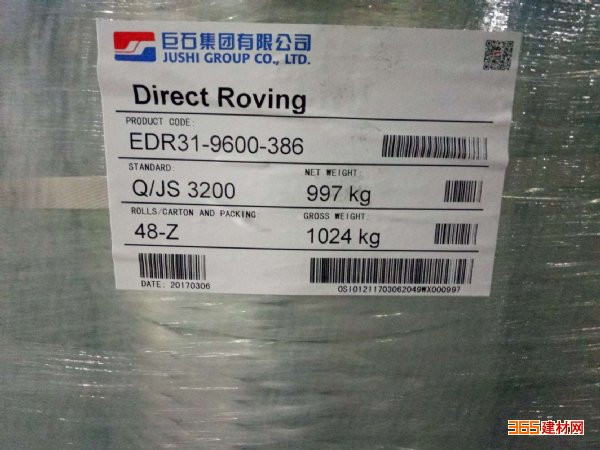 巨石集团有限公司
JUSHI GROUP CO., LTD.
Direct Roving
PRODUCT CODE:
EDR31-9600-386
STANDARD:
NET WEIGHT:
Q/JS 3200
997 kg
ROLLS/CARTON AND PACKING:
GROSS WEIGHT:
48-Z
1024 kg
DATE: 20170306
OSI01211703062049WX000997
365建材网